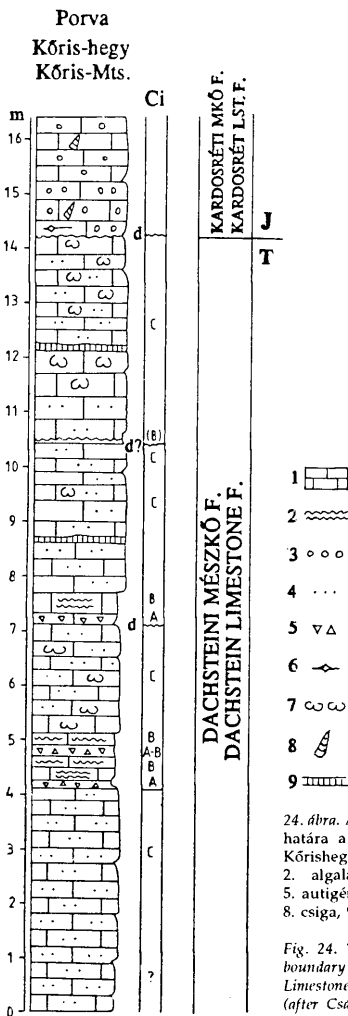 Porva
Kőris-hegy
Kőris-Mts.
m
Ci
16
15
14
13
12
11
10
9
8
7
6
5
4
3
2
1
0
d
d?
d
C
(B)
C
C
B
A
C
B
A-B
B
A
C
?
KARDOSRÉTI MKŐ F.
KARDOSRÉT LST. F.
J
T
DACHSTEINI MÉSZKŐ F.
DACHSTEIN LIMESTONE F.
1
2
3
4
5
6
7
8
9
24. ábra.
határa a
Kőrishegy
2. algala
5. autigén
8. csiga,
Fig. 24.
boundary
Limestone
(after Csá